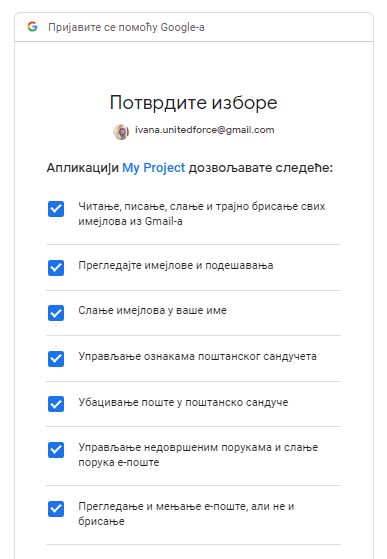 Пријавите се помоћу Google-а
Потврдите изборе
ivana.unitedforce@gmail.com
Апликацији My Project дозвољавате следеће:
Читање, писање, слање и трајно брисање свих
имејлова из Gmail-а
Прегледајте имејлове и подешавања
Слање имејлова у ваше име
Управљање ознакама поштанског сандучета
Убацивање поште у поштанско сандуче
Управљање недовршеним порукама и слање
порука е-поште
Прегледање и мењање е-поште, али не и
брисање